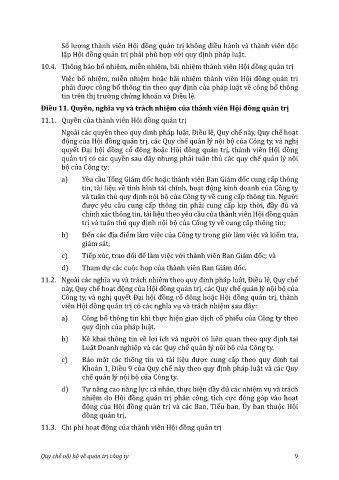 Số lượng thành viên Hội đồng quản trị không điều hành và thành viên độc
lập Hội đồng quản trị phải phù hợp với quy định pháp luật.
10.4. Thông báo bổ nhiệm, miễn nhiệm, bãi nhiệm thành viên Hội đồng quản trị
Việc bổ nhiệm, miễn nhiệm hoặc bãi nhiệm thành viên Hội đồng quản trị
phải được công bố thông tin theo quy định của pháp luật về công bố thông
tin trên thị trường chứng khoán và Điều lệ.
Điều 11. Quyền, nghĩa vụ và trách nhiệm của thành viên Hội đồng quản trị
11.1. Quyền của thành viên Hội đồng quản trị
Ngoài các quyền theo quy định pháp luật, Điều lệ, Quy chế này, Quy chế hoạt
động của Hội đồng quản trị, các Quy chế quản lý nội bộ của Công ty, và nghị
quyết Đại hội đồng cổ đông hoặc Hội đồng quản trị, thành viên Hội đồng
quản trị có các quyền sau đây nhưng phải tuân thủ các quy chế quản lý nội
bộ của Công ty:
a) Yêu cầu Tổng Giám đốc hoặc thành viên Ban Giám đốc cung cấp thông
tin, tài liệu về tình hình tài chính, hoạt động kinh doanh của Công ty
và tuân thủ quy định nội bộ của Công ty về cung cấp thông tin. Người
được yêu cầu cung cấp thông tin phải cung cấp kịp thời, đầy đủ và
chính xác thông tin, tài liệu theo yêu cầu của thành viên Hội đồng quản
trị và tuân thủ quy định nội bộ của Công ty về cung cấp thông tin;
b) Đến các địa điểm làm việc của Công ty trong giờ làm việc và kiểm tra,
giám sát;
c) Tiếp xúc, trao đổi để làm việc với thành viên Ban Giám đốc; và
d) Tham dự các cuộc họp của thành viên Ban Giám đốc.
11.2. Ngoài các nghĩa vụ và trách nhiệm theo quy định pháp luật, Điều lệ, Quy chế
này, Quy chế hoạt động của Hội đồng quản trị, các Quy chế quản lý nội bộ của
Công ty, và nghị quyết Đại hội đồng cổ đông hoặc Hội đồng quản trị, thành
viên Hội đồng quản trị có các nghĩa vụ và trách nhiệm sau đây:
a) Công bố thông tin khi thực hiện giao dịch cổ phiếu của Công ty theo
quy định của pháp luật.
b) Kê khai thông tin về lợi ích và người có liên quan theo quy định tại
Luật Doanh nghiệp và các Quy chế quản lý nội bộ của Công ty.
c) Bảo mật các thông tin và tài liệu được cung cấp theo quy định tại
Khoản 1, Điều 9 của Quy chế này theo quy định pháp luật và các Quy
chế quản lý nội bộ của Công ty.
d) Tự nâng cao năng lực cá nhân, thực hiện đầy đủ các nhiệm vụ và trách
nhiệm do Hội đồng quản trị phân công, tích cực đóng góp vào hoạt
động của Hội đồng quản trị và các Ban, Tiểu ban, Ủy ban thuộc Hội
đồng quản trị.
11.3. Chi phí hoạt động của thành viên Hội đồng quản trị
Quy chế nội bộ về quản trị công ty 9